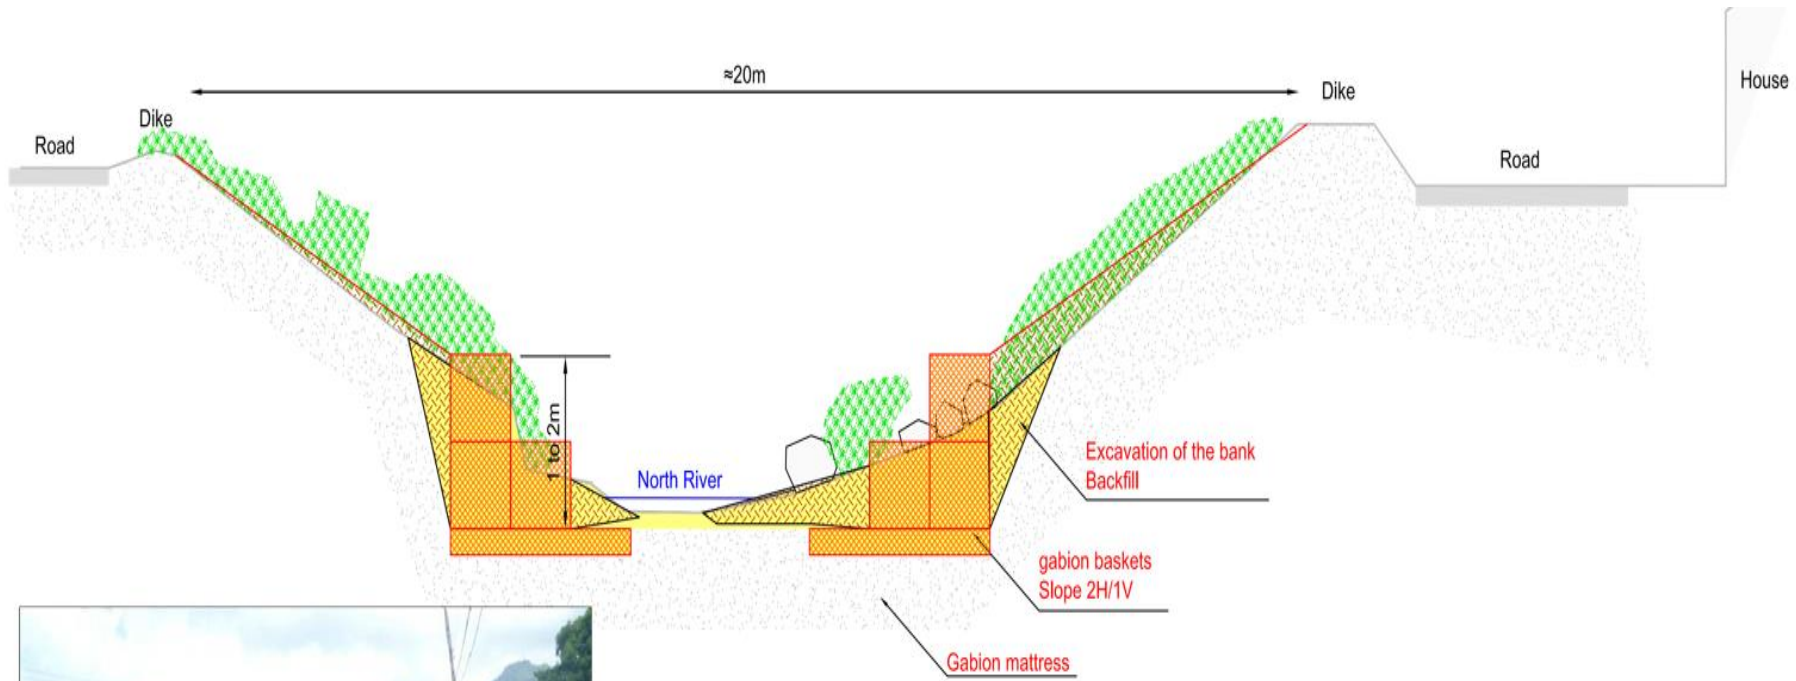 ≈20m
House
Dike
Dike
Road
Road
1 to 2m
North River
Excavation of the bank
Backfill
gabion baskets
Slope 2H/1V
Gabion mattress